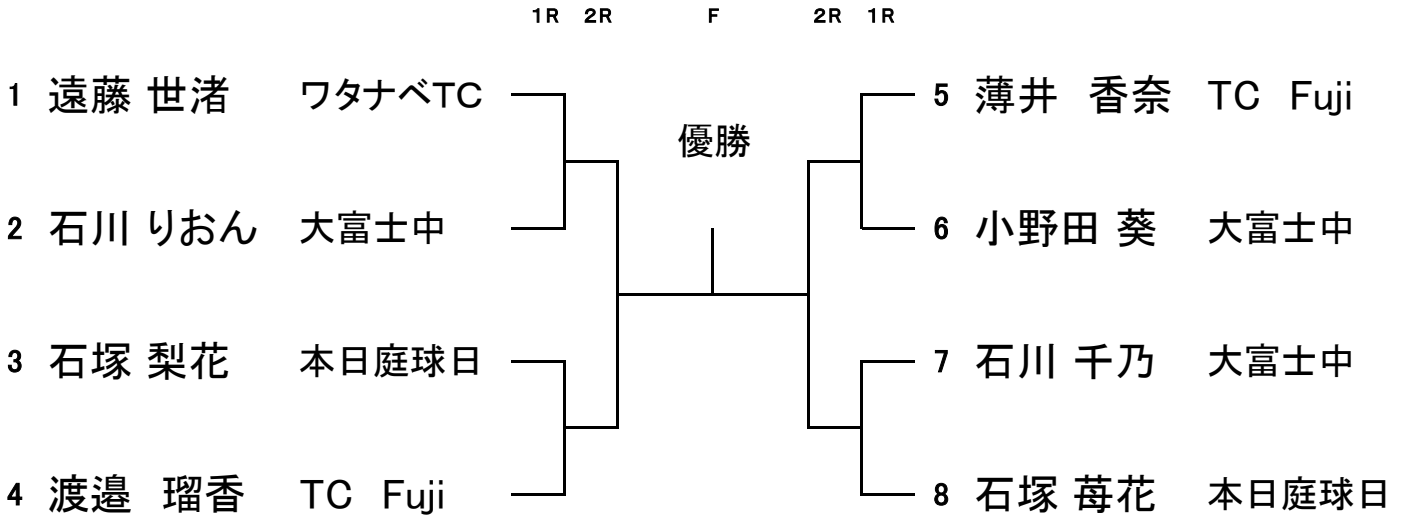 1R 2R F 2R 1R
1 遠藤 世渚 ワタナベTC 5 薄井 香奈 TC Fuji
優勝
2 石川 りおん 大富士中 6 小野田 葵 大富士中
3 石塚 梨花 本日庭球日 7 石川 千乃 大富士中
4 渡邉 瑠香 TC Fuji 8 石塚 苺花 本日庭球日